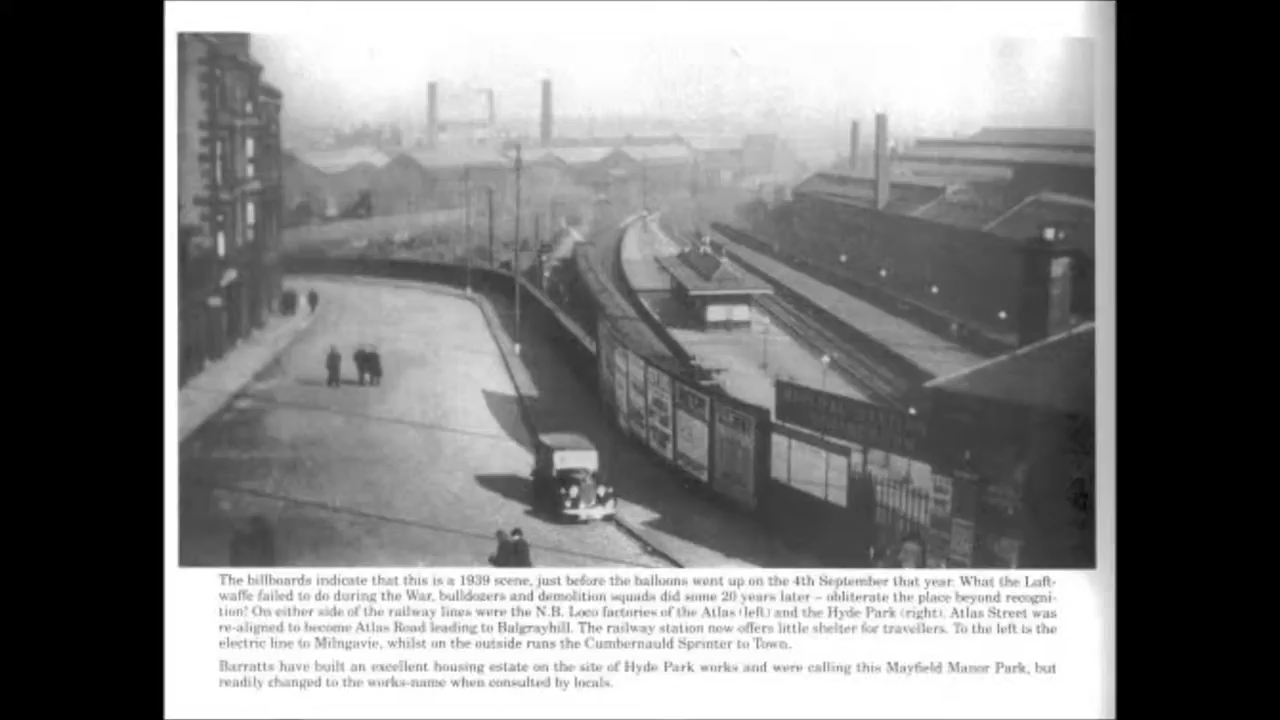 The billboards indicate that this is a 1939 scene, just before the balloons went up on the 4th September that year. What the Luft-
waffe failed to do during the War, bulldozers and demolition squads did some 20 years later – obliterate the place beyond recogni-
tion! On either side of the railway lines were the N.B. Loco factories of the Atlas (left) and the Hyde Park (right). Atlas Street was
re-aligned to become Atlas Road leading to Balgrayhill. The railway station now offers little shelter for travellers. To the left is the
electric line to Milngavie, whilst on the outside runs the Cumbernauld Sprinter to Town.
Barratts have built an excellent housing estate on the site of Hyde Park works and were calling this Mayfield Manor Park, but
readily changed to the works-name when consulted by locals.